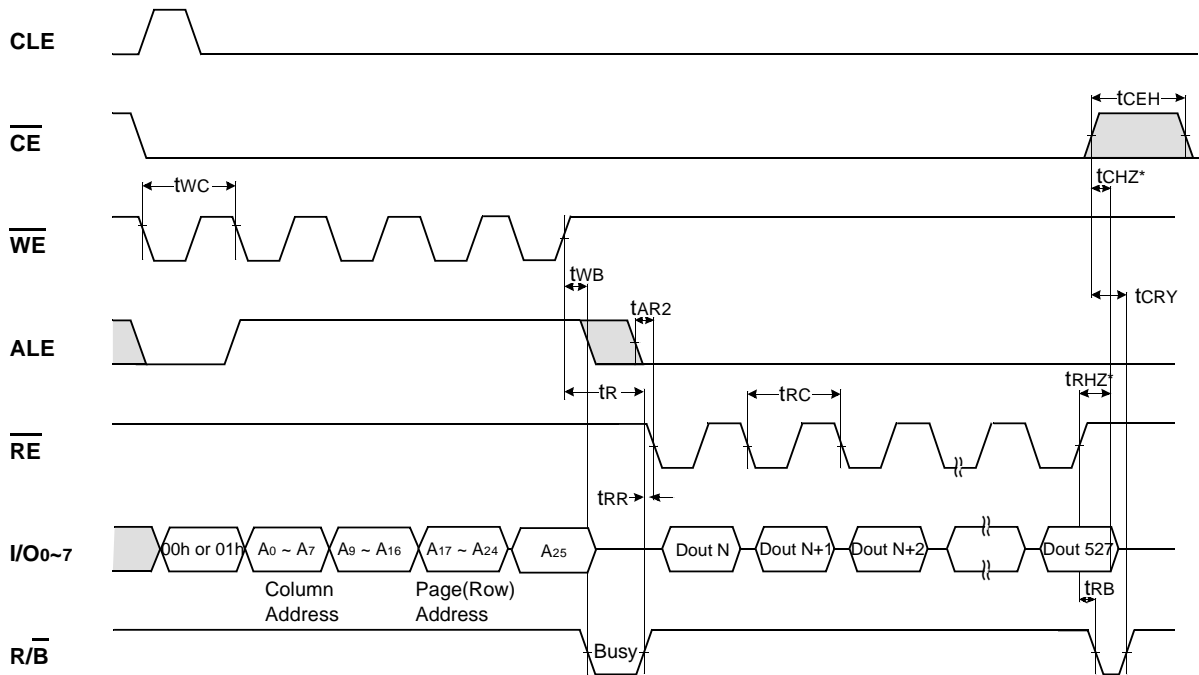 CLE
tCEH
CE
tCHZ*
tWC
WE
tWB
tCRY
tAR2
ALE
tRHZ*
tR
tRC
RE
tRR
I/O0~7
00h or 01h
A0 ~ A7
A9 ~ A16
A17 ~ A24
A25
Dout N
Dout N+1
Dout N+2
Dout 527
Column
Address
Page(Row)
Address
tRB
R/B
Busy